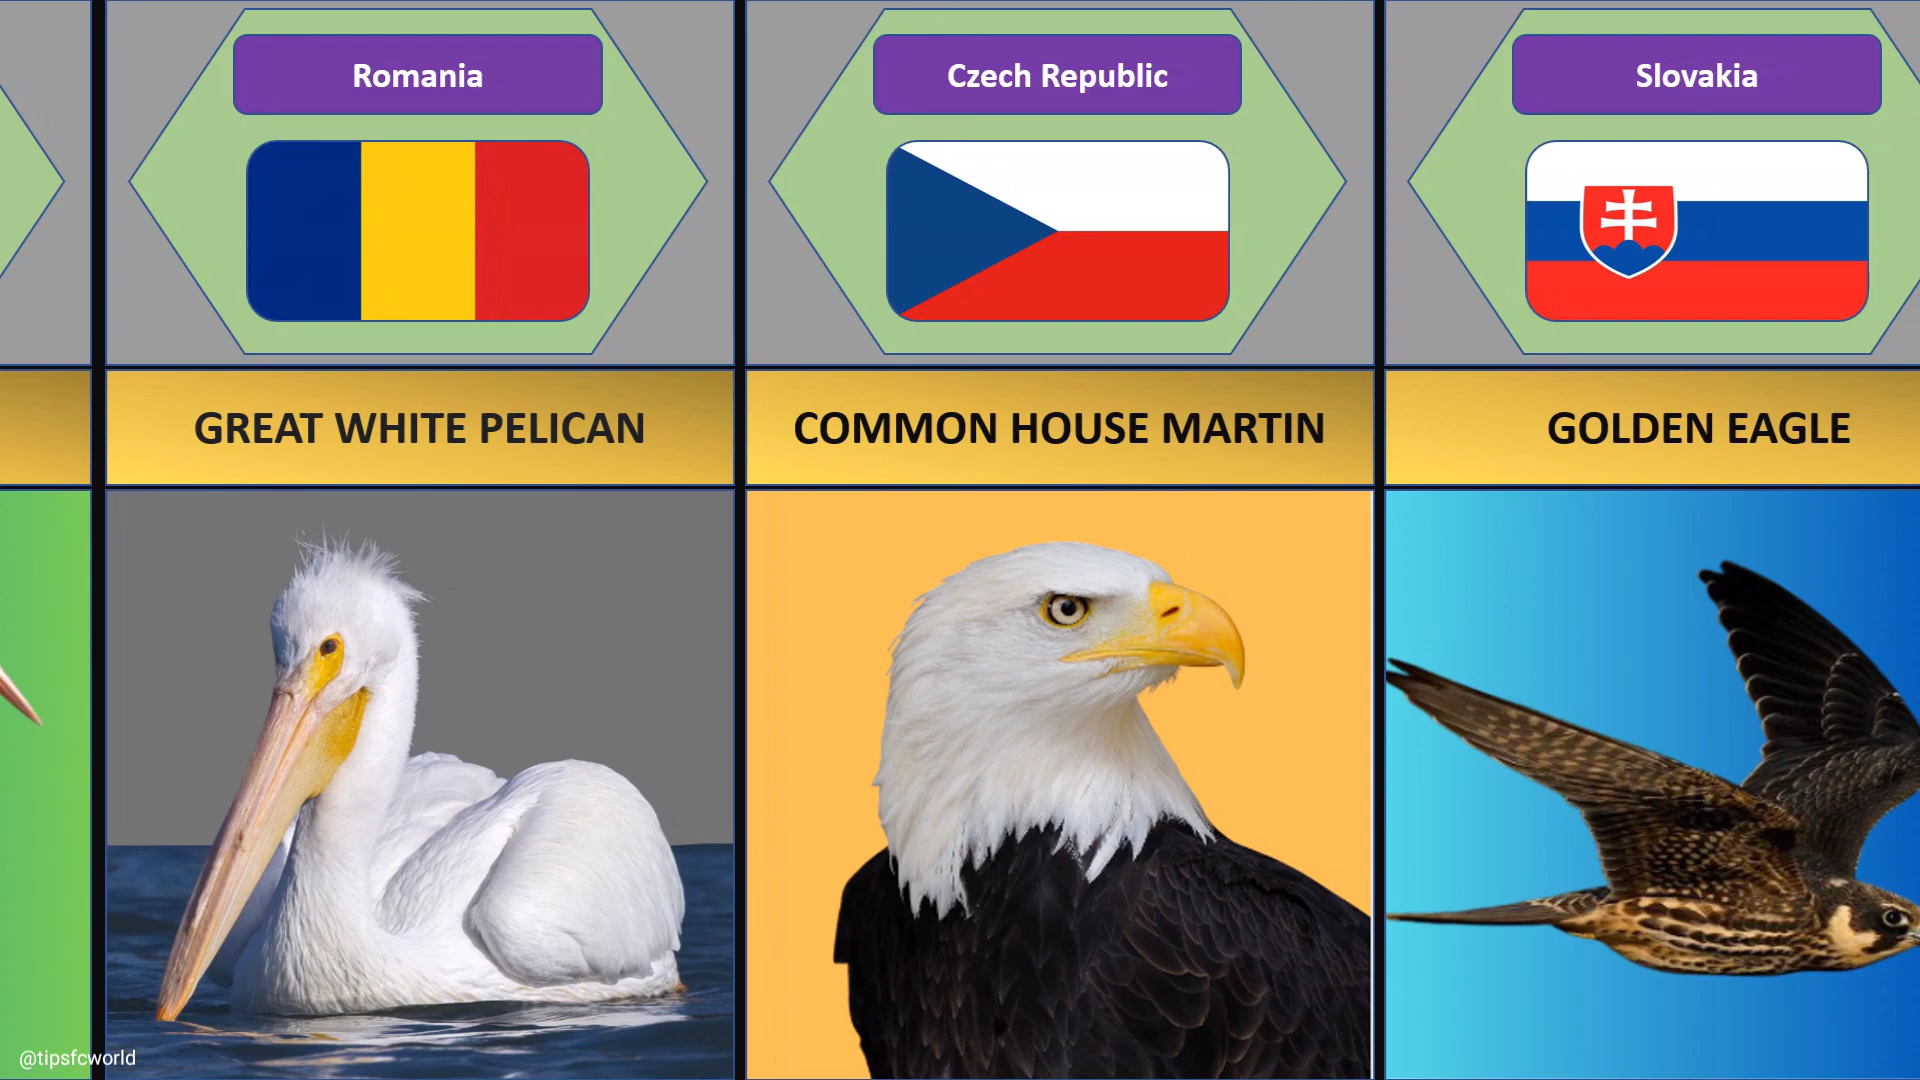 Romania
Czech Republic
Slovakia
GREAT WHITE PELICAN
COMMON HOUSE MARTIN
GOLDEN EAGLE
@tipsfcworld